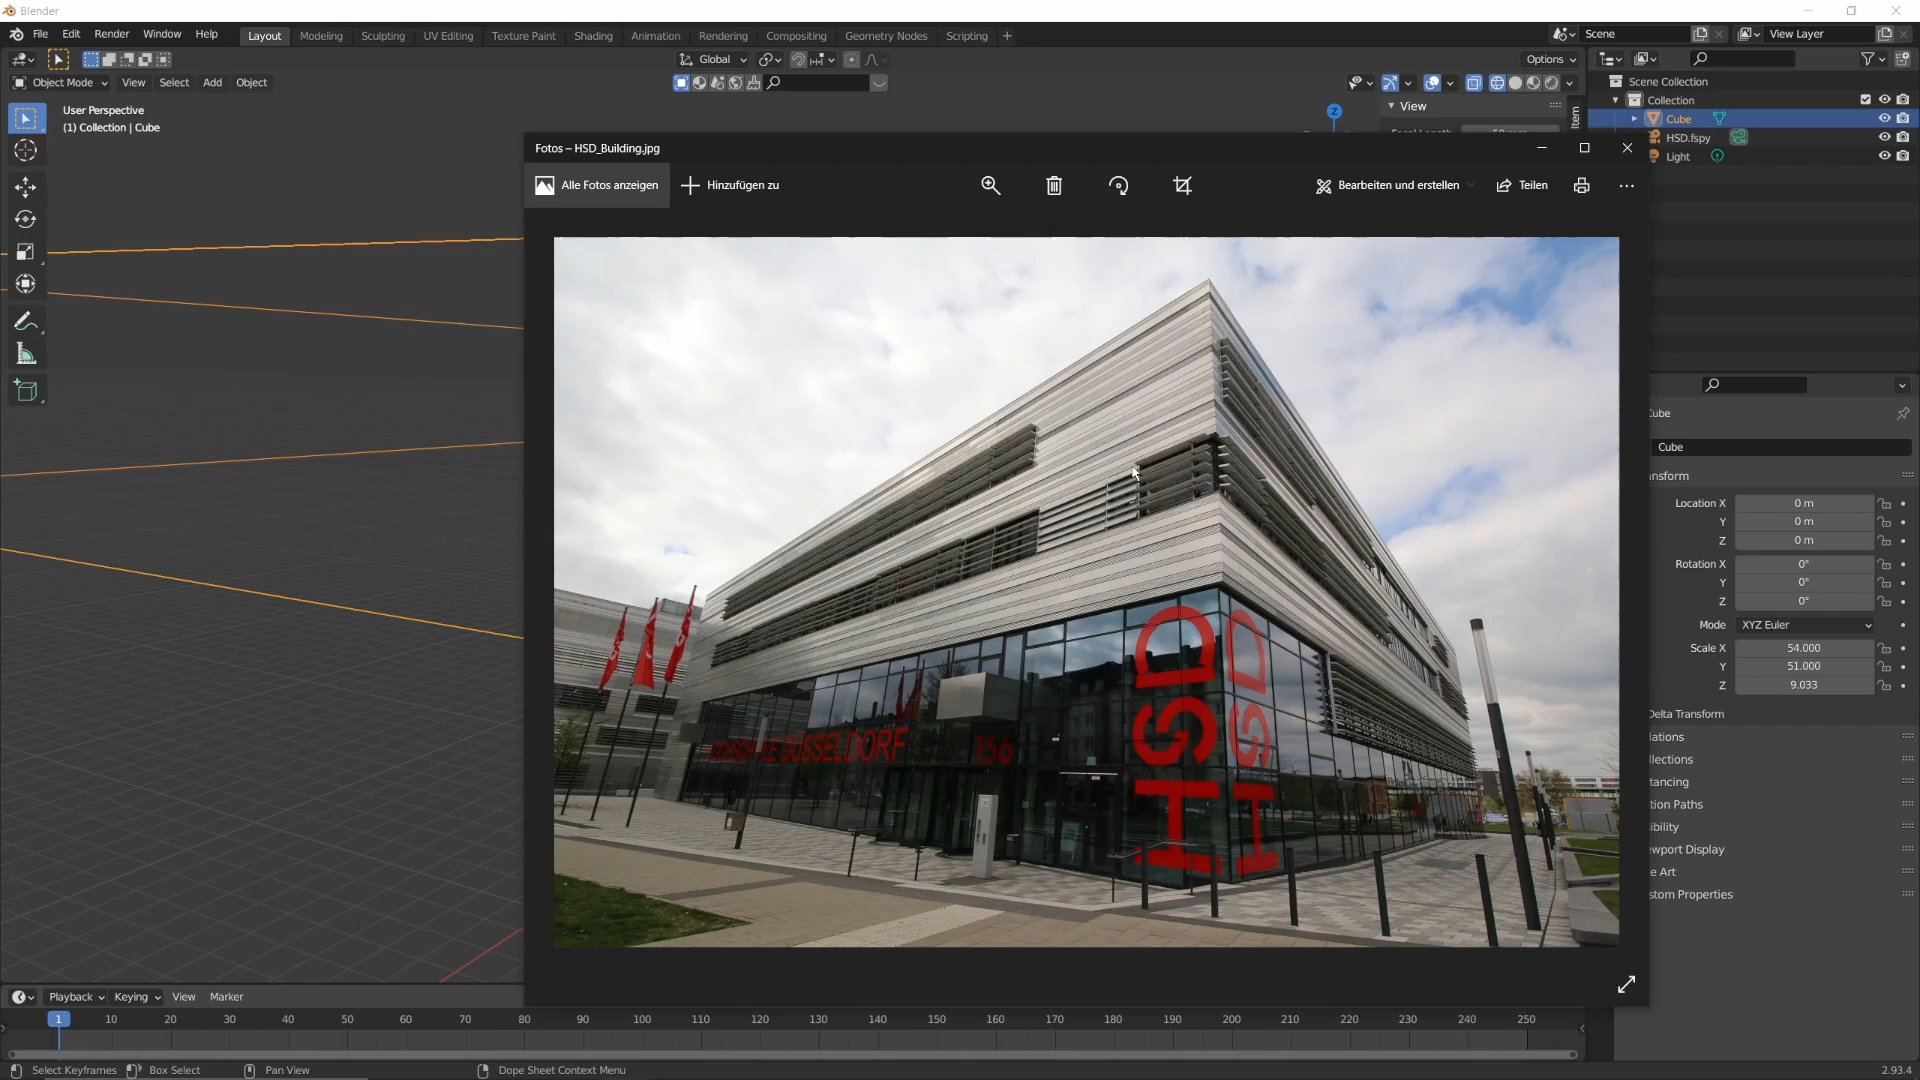 Blender
File Edit Render Window Help
Layout Modeling Sculpting UV Editing Texture Paint Shading Animation Rendering Compositing Geometry Nodes Scripting +
Scene
View Layer
Global
Options
Object Mode View Select Add Object
User Perspective
(1) Collection | Cube
Z
View
Item
Scene Collection
Collection
Cube
HSD.fspy
Light
Fotos – HSD_Building.jpg
Alle Fotos anzeigen
Hinzufügen zu
Bearbeiten und erstellen
Teilen
HSD
HSD
DÜSSELDORF
156
Cube
Location X 0 m
Y 0 m
Z 0 m
Rotation X 0°
Y 0°
Z 0°
Mode XYZ Euler
Scale X 54.000
Y 51.000
Z 9.033
Delta Transform
Playback Keying View Marker
1 10 20 30 40 50 60 70 80 90 100 110 120 130 140 150 160 170 180 190 200 210 220 230 240 250
Select Keyframes
Box Select
Pan View
Dope Sheet Context Menu
2.93.4